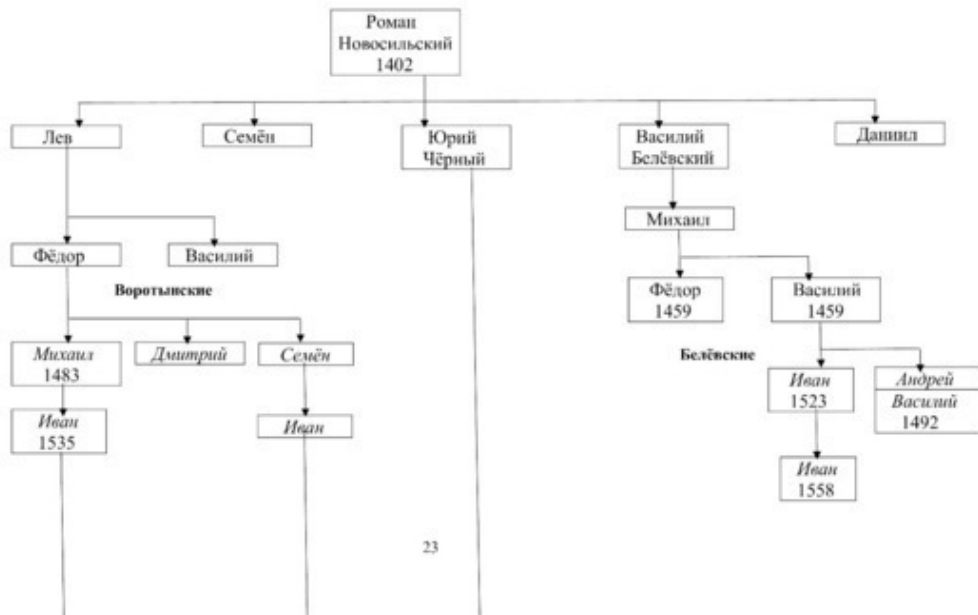 Роман
Новосильский
1402
Лев
Семён
Юрий
Чёрный
Василий
Белёвский
Даниил
Михаил
Фёдор
Василий
Воротынские
Фёдор
1459
Василий
1459
Михаил
1483
Дмитрий
Семён
Белёвские
Иван
1523
Андрей
Василий
1492
Иван
1535
Иван
Иван
1558
23